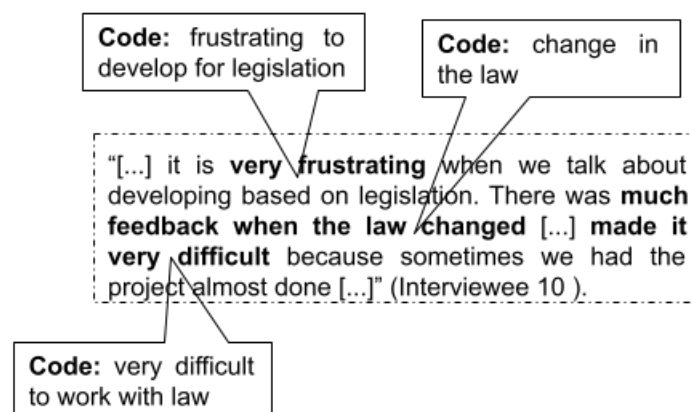 Code: frustrating to
develop for legislation
Code: change in
the law
“[...] it is very frustrating when we talk about
developing based on legislation. There was much
feedback when the law changed [...] made it
very difficult because sometimes we had the
project almost done [...]” (Interviewee 10 ).
Code: very difficult
to work with law